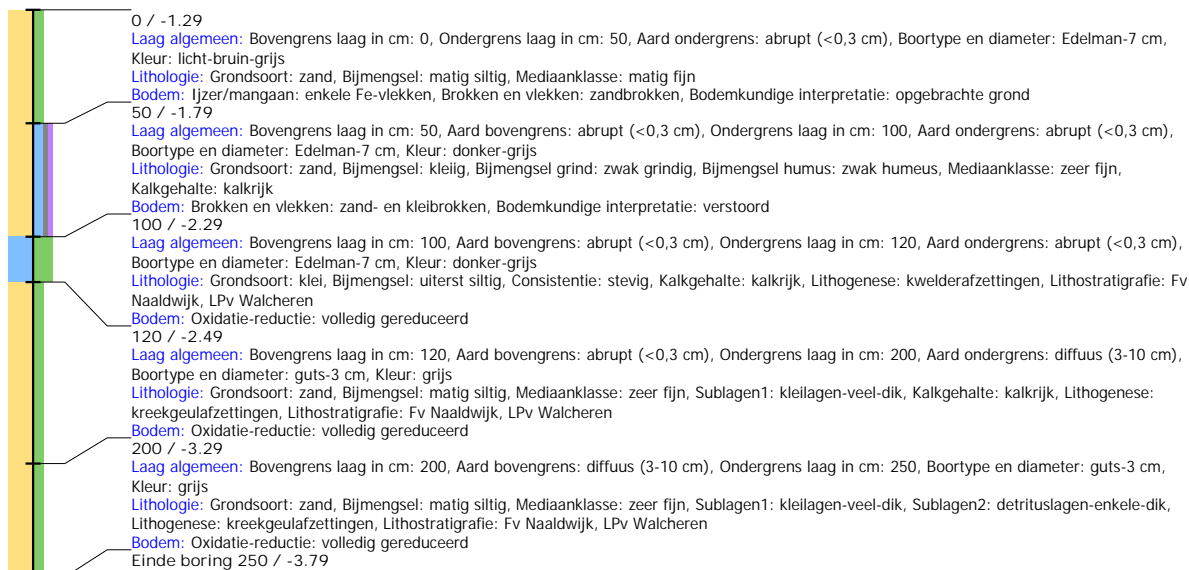 0 / -1.29
Laag algemeen: Bovengrens laag in cm: 0, Ondergrens laag in cm: 50, Aard ondergrens: abrupt (<0,3 cm), Boortype en diameter: Edelman-7 cm,
Kleur: licht-bruin-grijs
Lithologie: Grondsoort: zand, Bijmengsel: matig siltig, Mediaanklasse: matig fijn
Bodem: Ijzer/mangaan: enkele Fe-vlekken, Brokken en vlekken: zandbrokken, Bodemkundige interpretatie: opgebrachte grond
50 / -1.79
Laag algemeen: Bovengrens laag in cm: 50, Aard bovengrens: abrupt (<0,3 cm), Ondergrens laag in cm: 100, Aard ondergrens: abrupt (<0,3 cm),
Boortype en diameter: Edelman-7 cm, Kleur: donker-grijs
Lithologie: Grondsoort: zand, Bijmengsel: kleiig, Bijmengsel grind: zwak grindig, Bijmengsel humus: zwak humeus, Mediaanklasse: zeer fijn,
Kalkgehalte: kalkrijk
Bodem: Brokken en vlekken: zand- en kleibrokken, Bodemkundige interpretatie: verstoord
100 / -2.29
Laag algemeen: Bovengrens laag in cm: 100, Aard bovengrens: abrupt (<0,3 cm), Ondergrens laag in cm: 120, Aard ondergrens: abrupt (<0,3 cm),
Boortype en diameter: Edelman-7 cm, Kleur: donker-grijs
Lithologie: Grondsoort: klei, Bijmengsel: uiterst siltig, Consistentie: stevig, Kalkgehalte: kalkrijk, Lithogenese: kwelderafzettingen, Lithostratigrafie: Fv
Naaldwijk, LPv Walcheren
Bodem: Oxidatie-reductie: volledig gereduceerd
120 / -2.49
Laag algemeen: Bovengrens laag in cm: 120, Aard bovengrens: abrupt (<0,3 cm), Ondergrens laag in cm: 200, Aard ondergrens: diffuus (3-10 cm),
Boortype en diameter: guts-3 cm, Kleur: grijs
Lithologie: Grondsoort: zand, Bijmengsel: matig siltig, Mediaanklasse: zeer fijn, Sublagen1: kleilagen-veel-dik, Kalkgehalte: kalkrijk, Lithogenese:
kreekgeulafzettingen, Lithostratigrafie: Fv Naaldwijk, LPv Walcheren
Bodem: Oxidatie-reductie: volledig gereduceerd
200 / -3.29
Laag algemeen: Bovengrens laag in cm: 200, Aard bovengrens: diffuus (3-10 cm), Ondergrens laag in cm: 250, Boortype en diameter: guts-3 cm,
Kleur: grijs
Lithologie: Grondsoort: zand, Bijmengsel: matig siltig, Mediaanklasse: zeer fijn, Sublagen1: kleilagen-veel-dik, Sublagen2: detrituslagen-enkele-dik,
Lithogenese: kreekgeulafzettingen, Lithostratigrafie: Fv Naaldwijk, LPv Walcheren
Bodem: Oxidatie-reductie: volledig gereduceerd
Einde boring 250 / -3.79